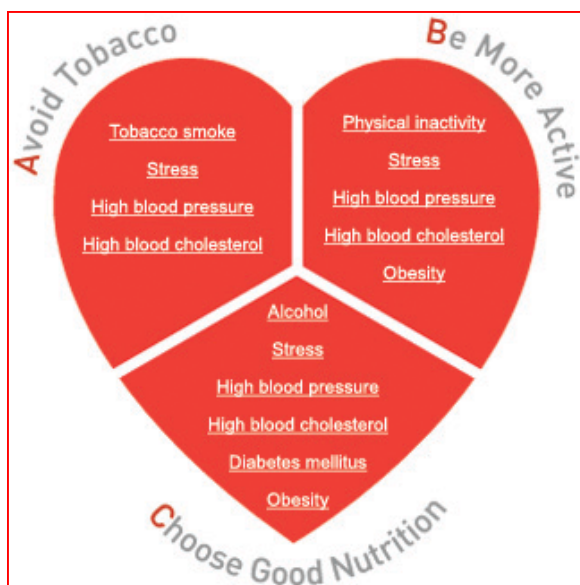 Avoid Tobacco
Tobacco smoke
Stress
High blood pressure
High blood cholesterol
Be More Active
Physical inactivity
Stress
High blood pressure
High blood cholesterol
Obesity
Alcohol
Stress
High blood pressure
High blood cholesterol
Diabetes mellitus
Obesity
Choose Good Nutrition